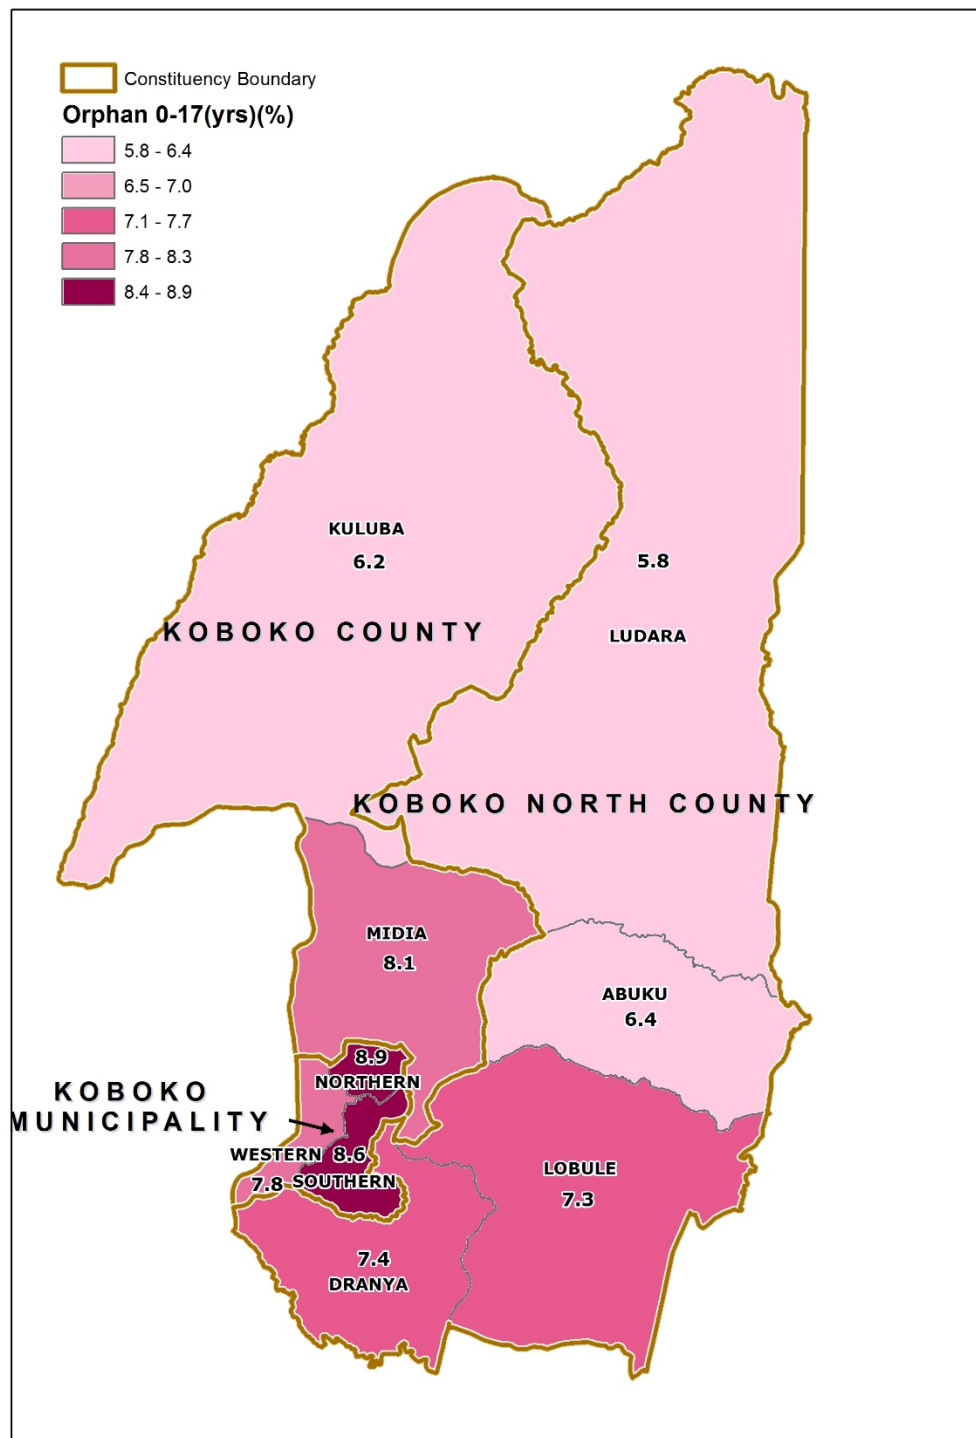 Constituency Boundary
Orphan 0-17(yrs)(%)
5.8 - 6.4
6.5 - 7.0
7.1 - 7.7
7.8 - 8.3
8.4 - 8.9
KULUBA
6.2
5.8
KOBOKO COUNTY
LUDARA
KOBOKO NORTH COUNTY
MIDIA
8.1
ABUKU
6.4
8.9
NORTHERN
KOBOKO
MUNICIPALITY
WESTERN 8.6
7.8 SOUTHERN
LOBULE
7.3
7.4
DRANYA